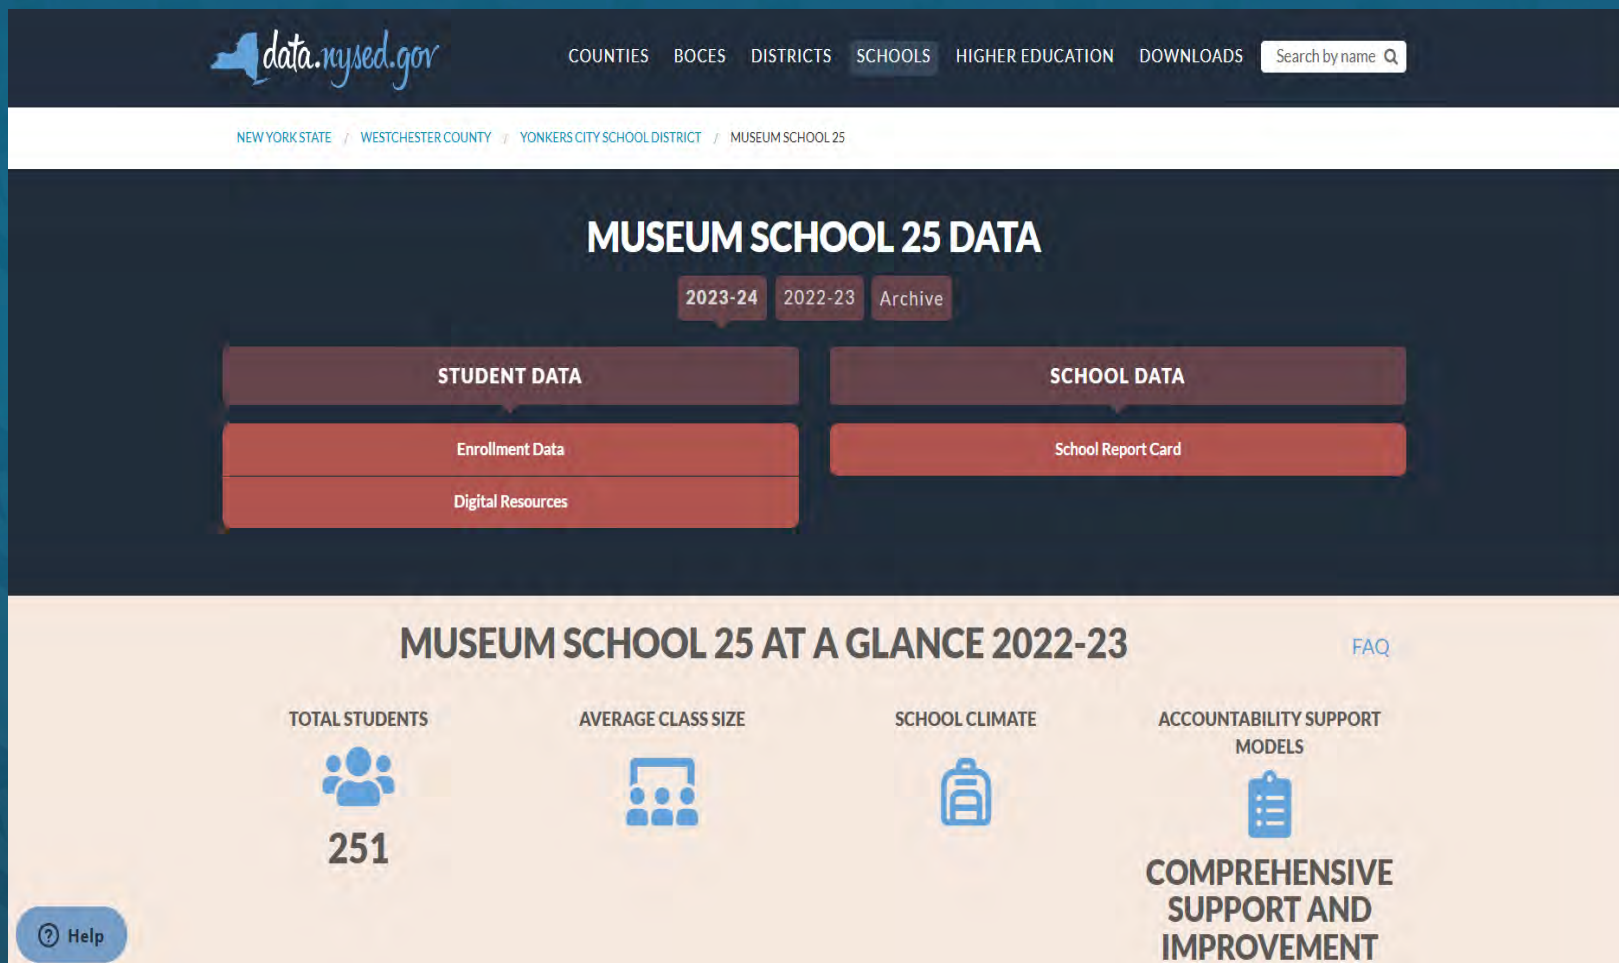 data.nysed.gov
COUNTIES BOCES DISTRICTS SCHOOLS HIGHER EDUCATION DOWNLOADS Search by name
NEW YORK STATE / WESTCHESTER COUNTY / YONKERS CITY SCHOOL DISTRICT / MUSEUM SCHOOL 25
MUSEUM SCHOOL 25 DATA
2023-24 2022-23 Archive
STUDENT DATA
Enrollment Data
Digital Resources
SCHOOL DATA
School Report Card
MUSEUM SCHOOL 25 AT A GLANCE 2022-23
FAQ
TOTAL STUDENTS
251
AVERAGE CLASS SIZE
SCHOOL CLIMATE
ACCOUNTABILITY SUPPORT
MODELS
COMPREHENSIVE
SUPPORT AND
IMPROVEMENT
Help